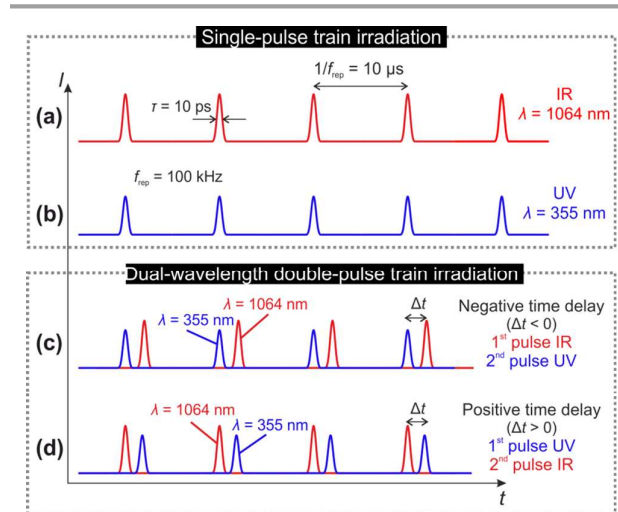 Single-pulse train irradiation
I
1/frep = 10 µs
(a)
τ = 10 ps
IR
λ = 1064 nm
frep = 100 kHz
(b)
UV
λ = 355 nm
Dual-wavelength double-pulse train irradiation
λ = 1064 nm
λ = 355 nm
Δt
(c)
Negative time delay
(Δt < 0)
1st pulse IR
2nd pulse UV
λ = 1064 nm
λ = 355 nm
Δt
(d)
Positive time delay
(Δt > 0)
1st pulse UV
2nd pulse IR
t